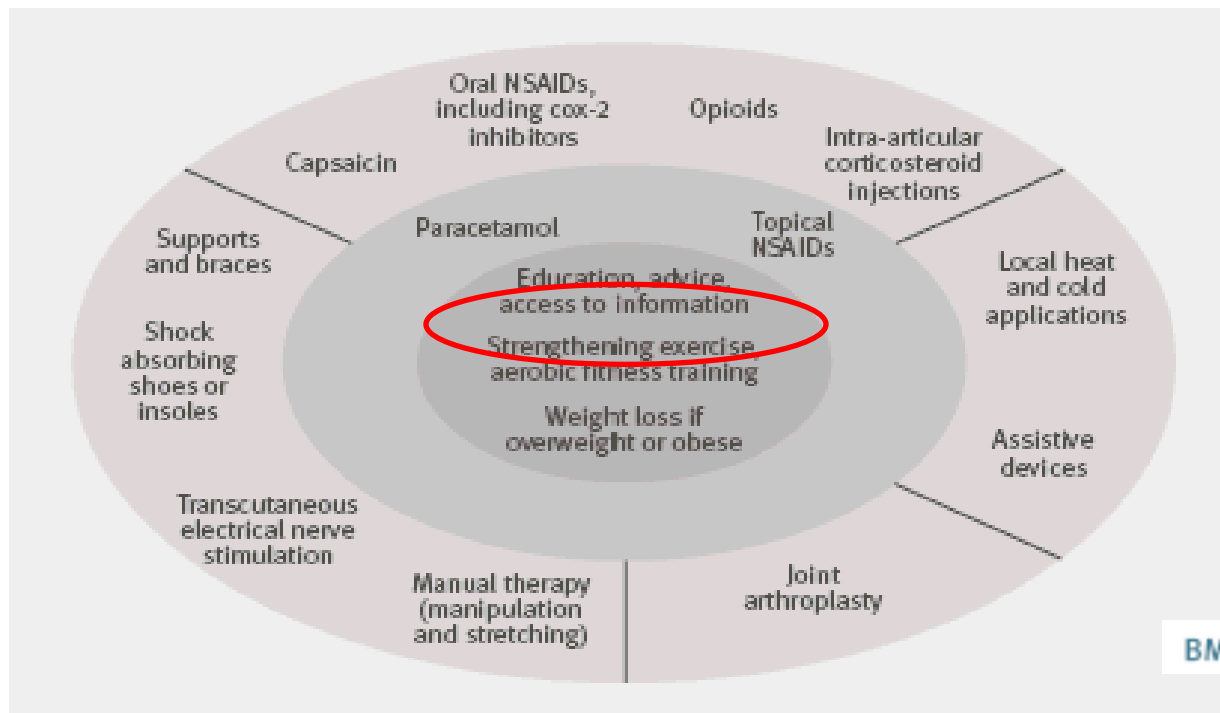 Oral NSAIDs,
including cox-2
inhibitors
Opioids
Intra-articular
corticosteroid
injections
Capsaicin
Paracetamol
Topical
NSAIDs
Supports
and braces
Education, advice,
access to information
Local heat
and cold
applications
Shock
absorbing
shoes or
insoles
Strengthening exercise,
aerobic fitness training
Weight loss if
overweight or obese
Assistive
devices
Transcutaneous
electrical nerve
stimulation
Manual therapy
(manipulation
and stretching)
Joint
arthroplasty
BM